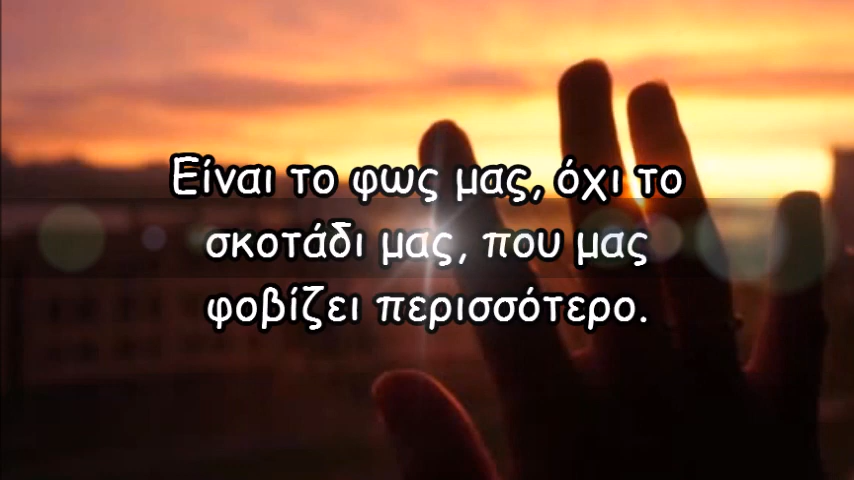 Είναι το φως μας, όχι το
σκοτάδι μας, που μας
φοβίζει περισσότερο.